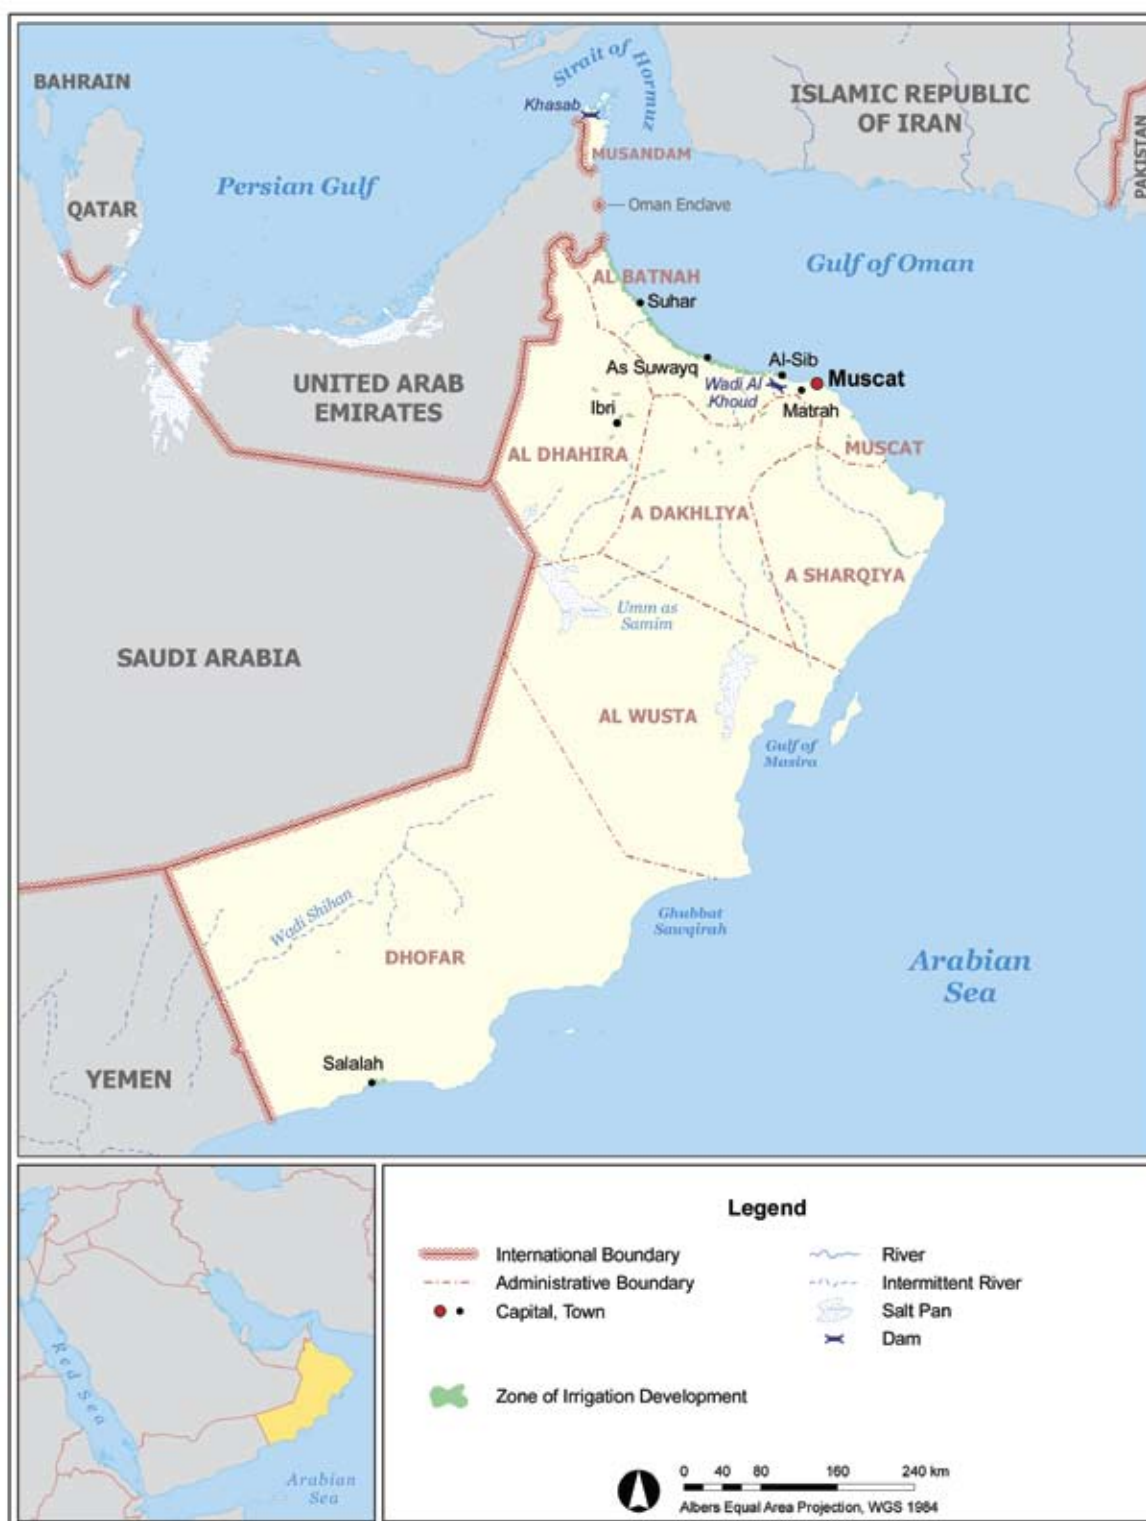 BAHRAIN
Strait of
Hormuz
Khasab
ISLAMIC REPUBLIC
OF IRAN
PAKISTAN
MUSANDAM
Persian Gulf
QATAR
Oman Enclave
Gulf of Oman
AL BATNAH
Suhar
As Suwayq
Al-Sib
Muscat
Wadi Al
Khoud
Matrah
UNITED ARAB
EMIRATES
Ibri
AL DHAHIRA
MUSCAT
A DAKHLIYA
A SHARQIYA
Umm as
Samim
SAUDI ARABIA
AL WUSTA
Gulf of
Masira
Wadi Shihan
Ghubbat
Sawqirah
DHOFAR
Arabian
Sea
Salalah
YEMEN
Red Sea
Arabian
Sea
Legend
International Boundary
Administrative Boundary
Capital, Town
Zone of Irrigation Development
River
Intermittent River
Salt Pan
Dam
0 40 80 160 240 km
Albers Equal Area Projection, WGS 1984